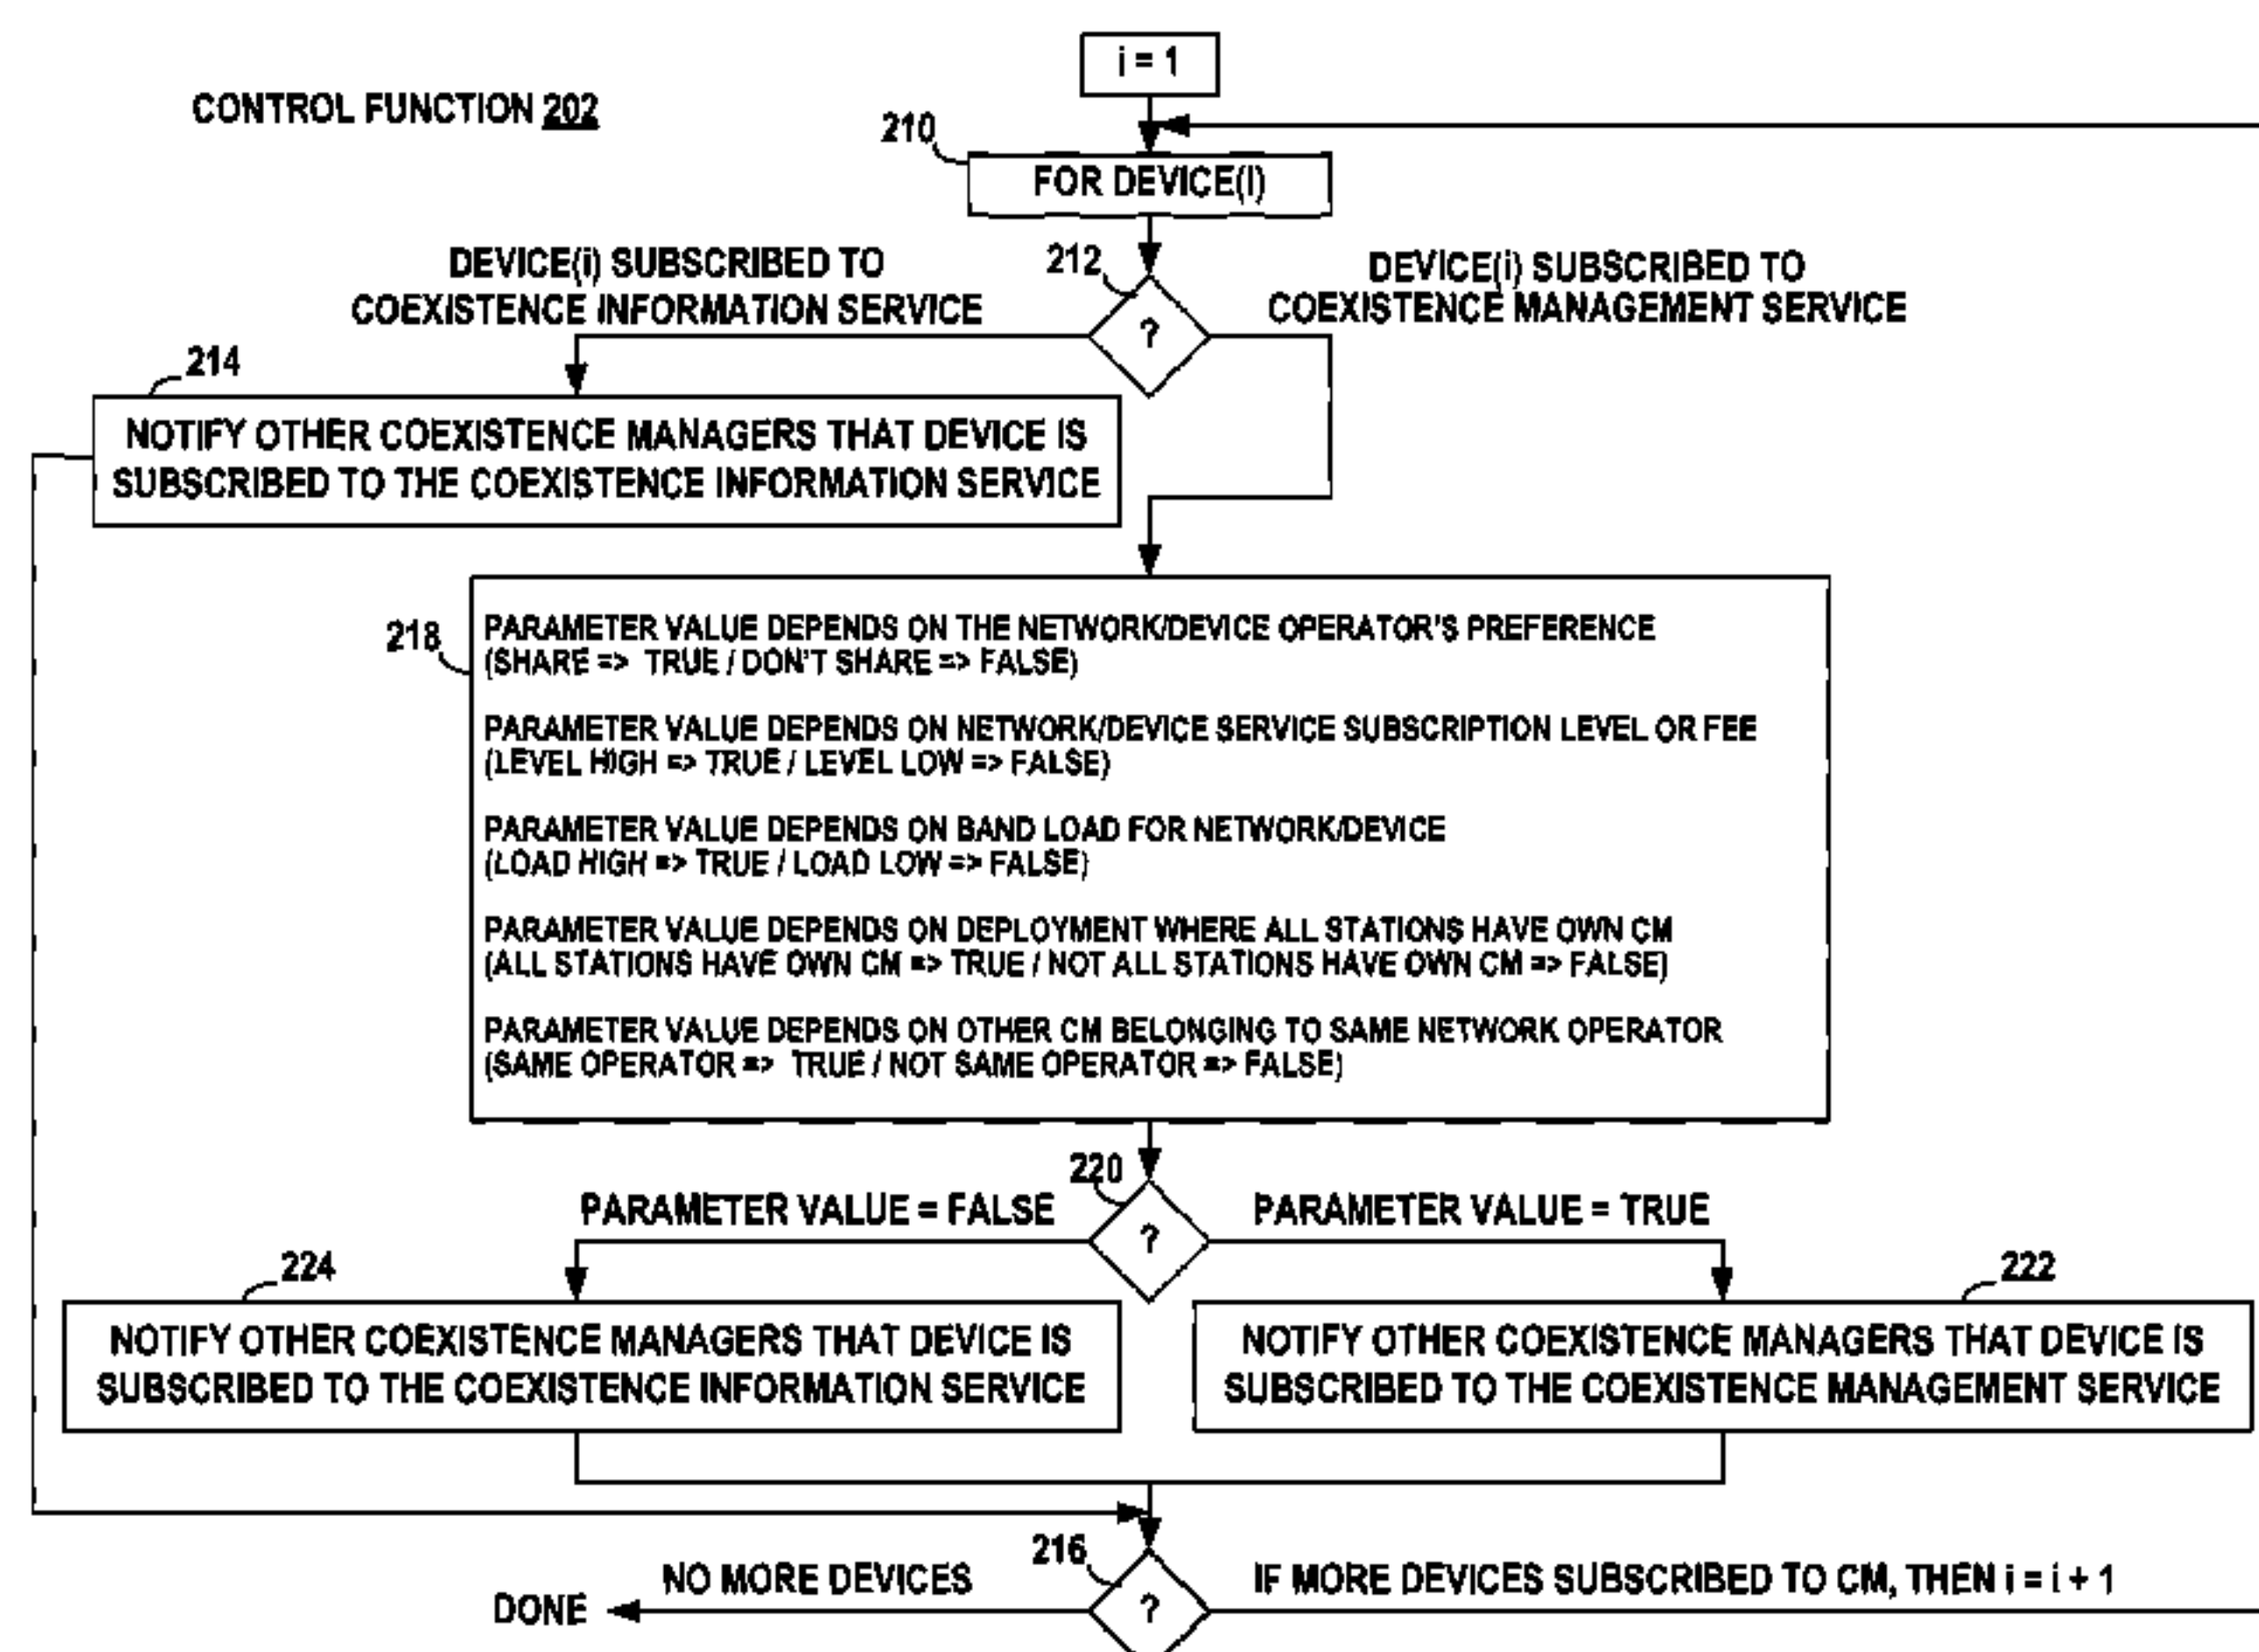 i = 1
CONTROL FUNCTION 202
210
FOR DEVICE(I)
DEVICE(i) SUBSCRIBED TO
COEXISTENCE INFORMATION SERVICE
212
?
DEVICE(i) SUBSCRIBED TO
COEXISTENCE MANAGEMENT SERVICE
214
NOTIFY OTHER COEXISTENCE MANAGERS THAT DEVICE IS
SUBSCRIBED TO THE COEXISTENCE INFORMATION SERVICE
218
PARAMETER VALUE DEPENDS ON THE NETWORK/DEVICE OPERATOR'S PREFERENCE
(SHARE => TRUE / DON'T SHARE => FALSE)
PARAMETER VALUE DEPENDS ON NETWORK/DEVICE SERVICE SUBSCRIPTION LEVEL OR FEE
(LEVEL HIGH => TRUE / LEVEL LOW => FALSE)
PARAMETER VALUE DEPENDS ON BAND LOAD FOR NETWORK/DEVICE
(LOAD HIGH => TRUE / LOAD LOW => FALSE)
PARAMETER VALUE DEPENDS ON DEPLOYMENT WHERE ALL STATIONS HAVE OWN CM
(ALL STATIONS HAVE OWN CM => TRUE / NOT ALL STATIONS HAVE OWN CM => FALSE)
PARAMETER VALUE DEPENDS ON OTHER CM BELONGING TO SAME NETWORK OPERATOR
(SAME OPERATOR => TRUE / NOT SAME OPERATOR => FALSE)
220
PARAMETER VALUE = FALSE
?
PARAMETER VALUE = TRUE
224
NOTIFY OTHER COEXISTENCE MANAGERS THAT DEVICE IS
SUBSCRIBED TO THE COEXISTENCE INFORMATION SERVICE
222
NOTIFY OTHER COEXISTENCE MANAGERS THAT DEVICE IS
SUBSCRIBED TO THE COEXISTENCE MANAGEMENT SERVICE
216
NO MORE DEVICES
DONE
?
IF MORE DEVICES SUBSCRIBED TO CM, THEN i = i + 1